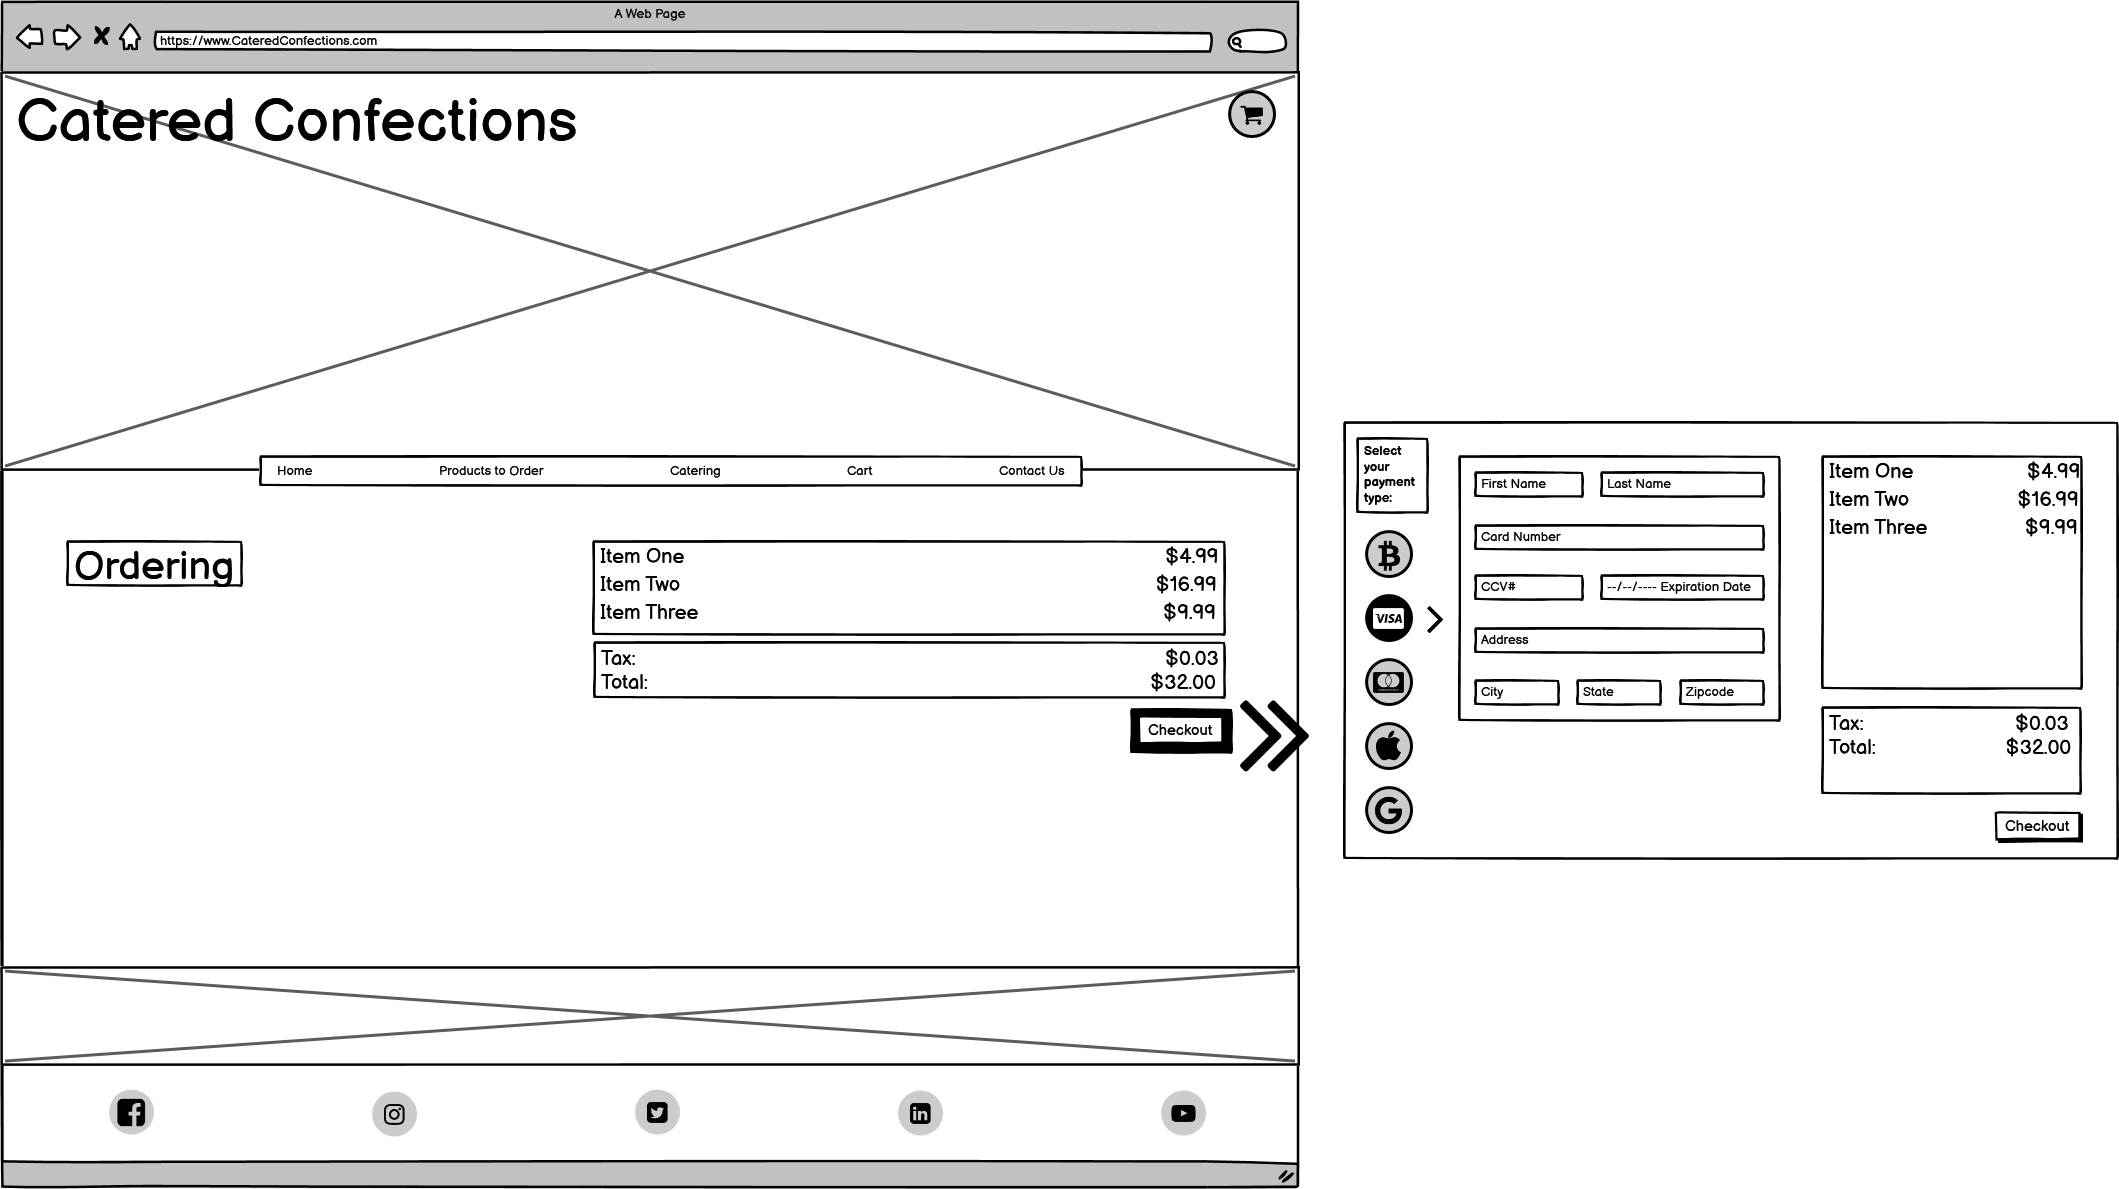 A Web Page
https://www.CateredConfections.com
Catered Confections
Home Products to Order Catering Cart Contact Us
Ordering
Item One $4.99
Item Two $16.99
Item Three $9.99
Tax: $0.03
Total: $32.00
Checkout
Select
your
payment
type:
VISA
First Name Last Name
Card Number
CCV# --/--/---- Expiration Date
Address
City State Zipcode
Item One $4.99
Item Two $16.99
Item Three $9.99
Tax: $0.03
Total: $32.00
Checkout